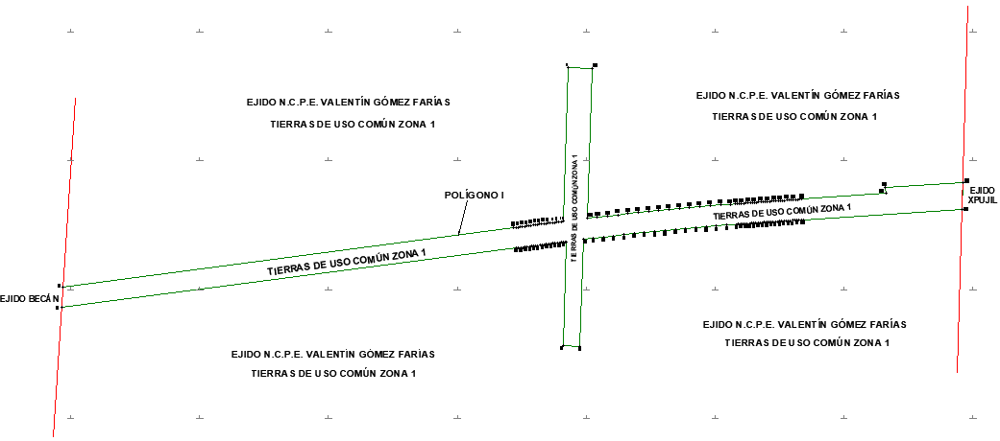 EJIDO N.C.P.E. VALENTÍN GÓMEZ FARÍAS
TIERRAS DE USO COMÚN ZONA 1
EJIDO N.C.P.E. VALENTÍN GÓMEZ FARÍAS
TIERRAS DE USO COMÚN ZONA 1
TIERRAS DE USO COMÚN ZONA 1
POLÍGONO I
EJIDO
XPUJIL
TIERRAS DE USO COMÚN ZONA 1
TIERRAS DE USO COMÚN ZONA 1
EJIDO BECÁN
EJIDO N.C.P.E. VALENTÍN GÓMEZ FARÍAS
TIERRAS DE USO COMÚN ZONA 1
EJIDO N.C.P.E. VALENTÍN GÓMEZ FARÍAS
TIERRAS DE USO COMÚN ZONA 1